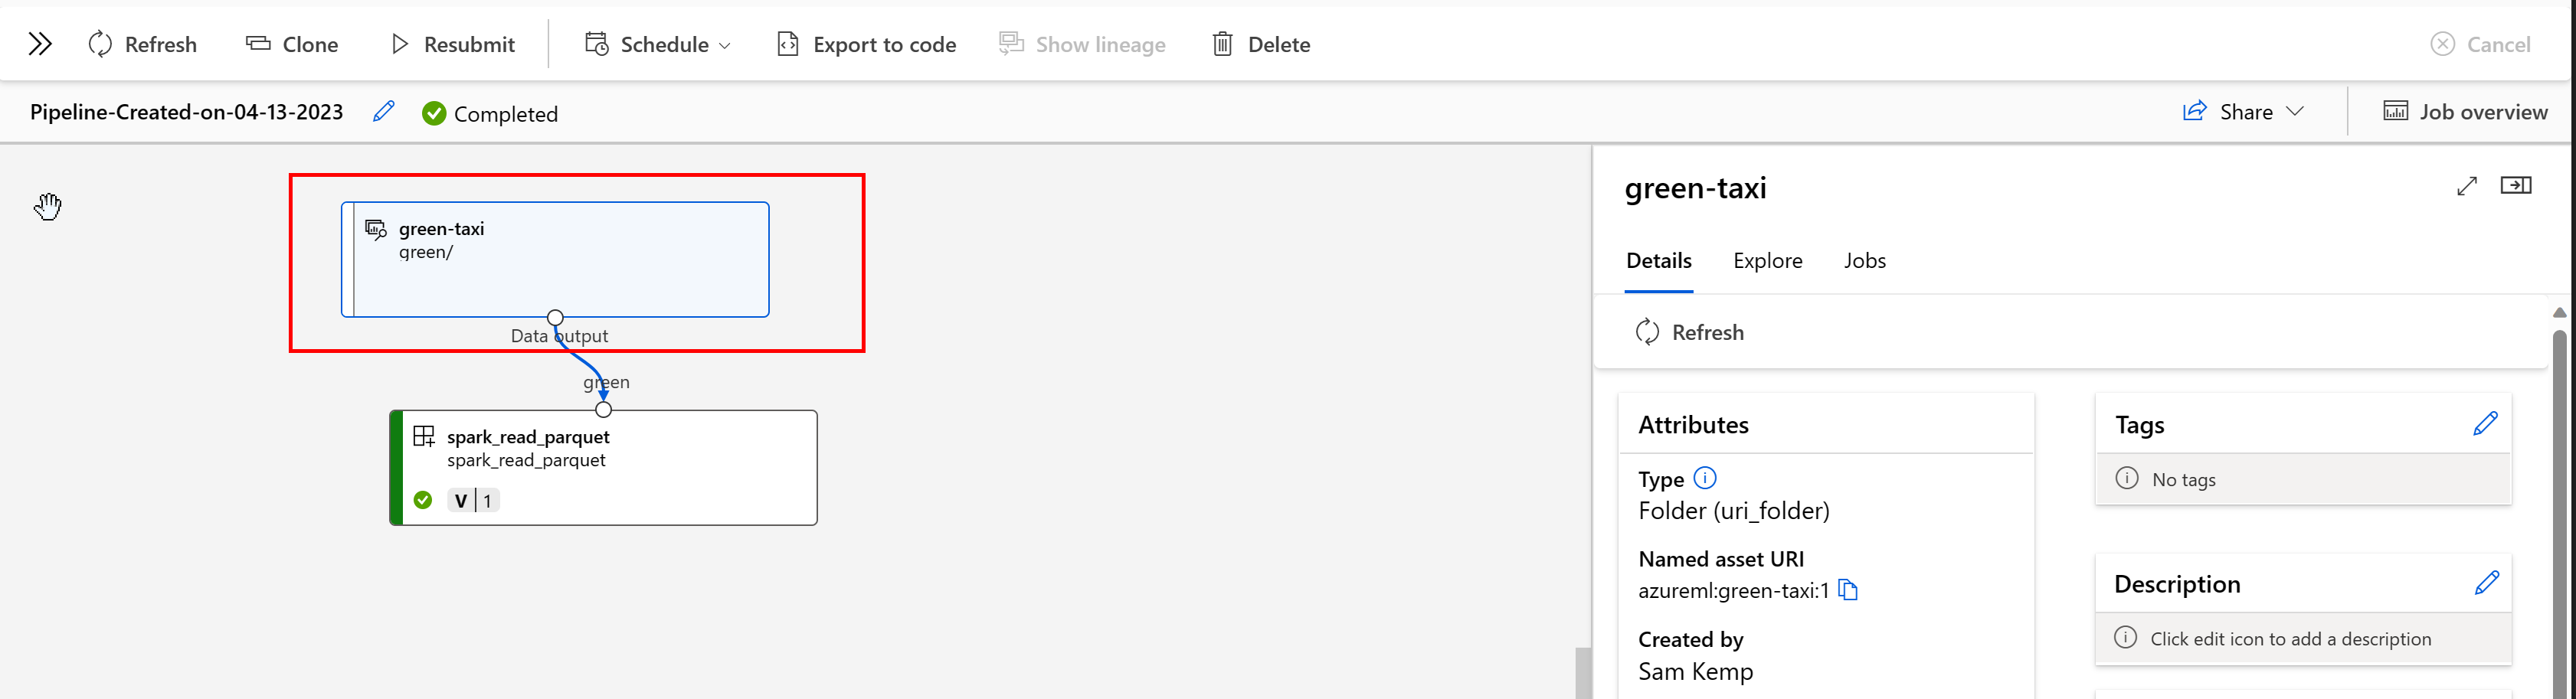 Refresh Clone Resubmit Schedule Export to code Show lineage Delete Cancel
Pipeline-Created-on-04-13-2023 Completed Share Job overview
green-taxi
green/
Data output
green
spark_read_parquet
spark_read_parquet
V 1
green-taxi
Details Explore Jobs
Refresh
Attributes
Type
Folder (uri_folder)
Named asset URI
azureml:green-taxi:1
Created by
Sam Kemp
Tags
No tags
Description
Click edit icon to add a description